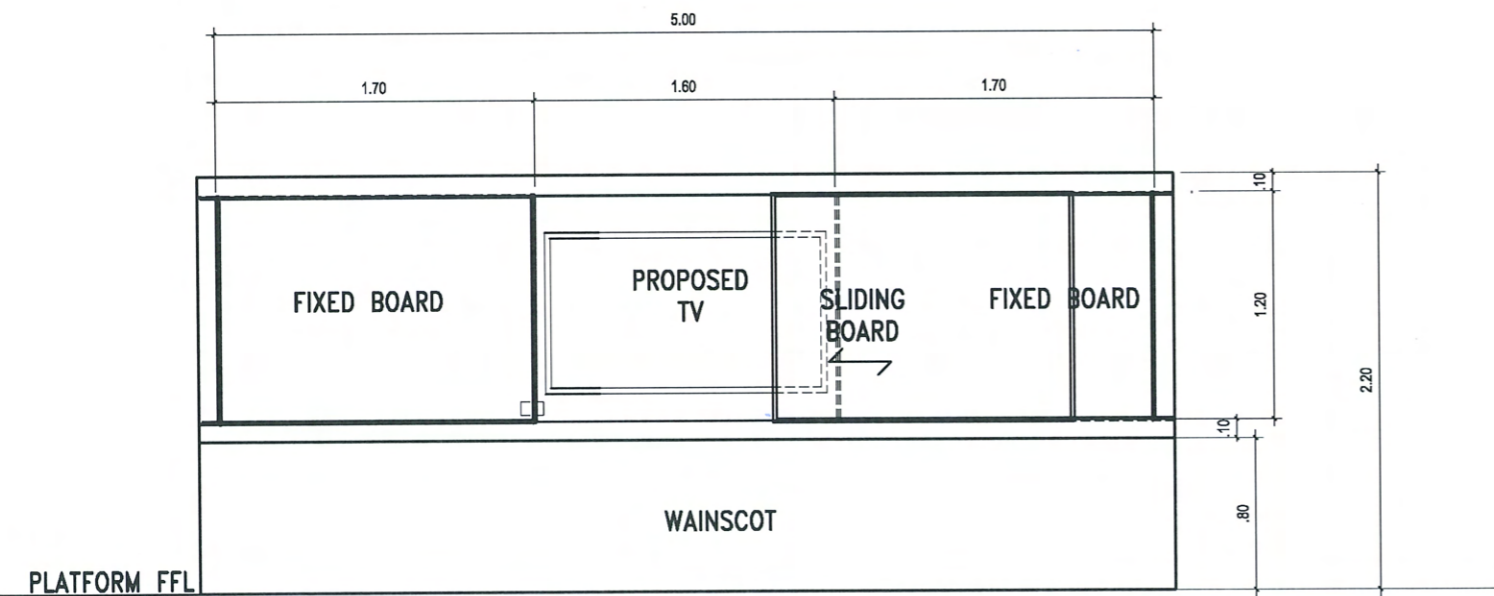 5.00
1.70
1.60
1.70
.10
FIXED BOARD
PROPOSED
TV
SLIDING
BOARD
FIXED BOARD
1.20
2.20
.10
WAINSCOT
.80
PLATFORM FFL